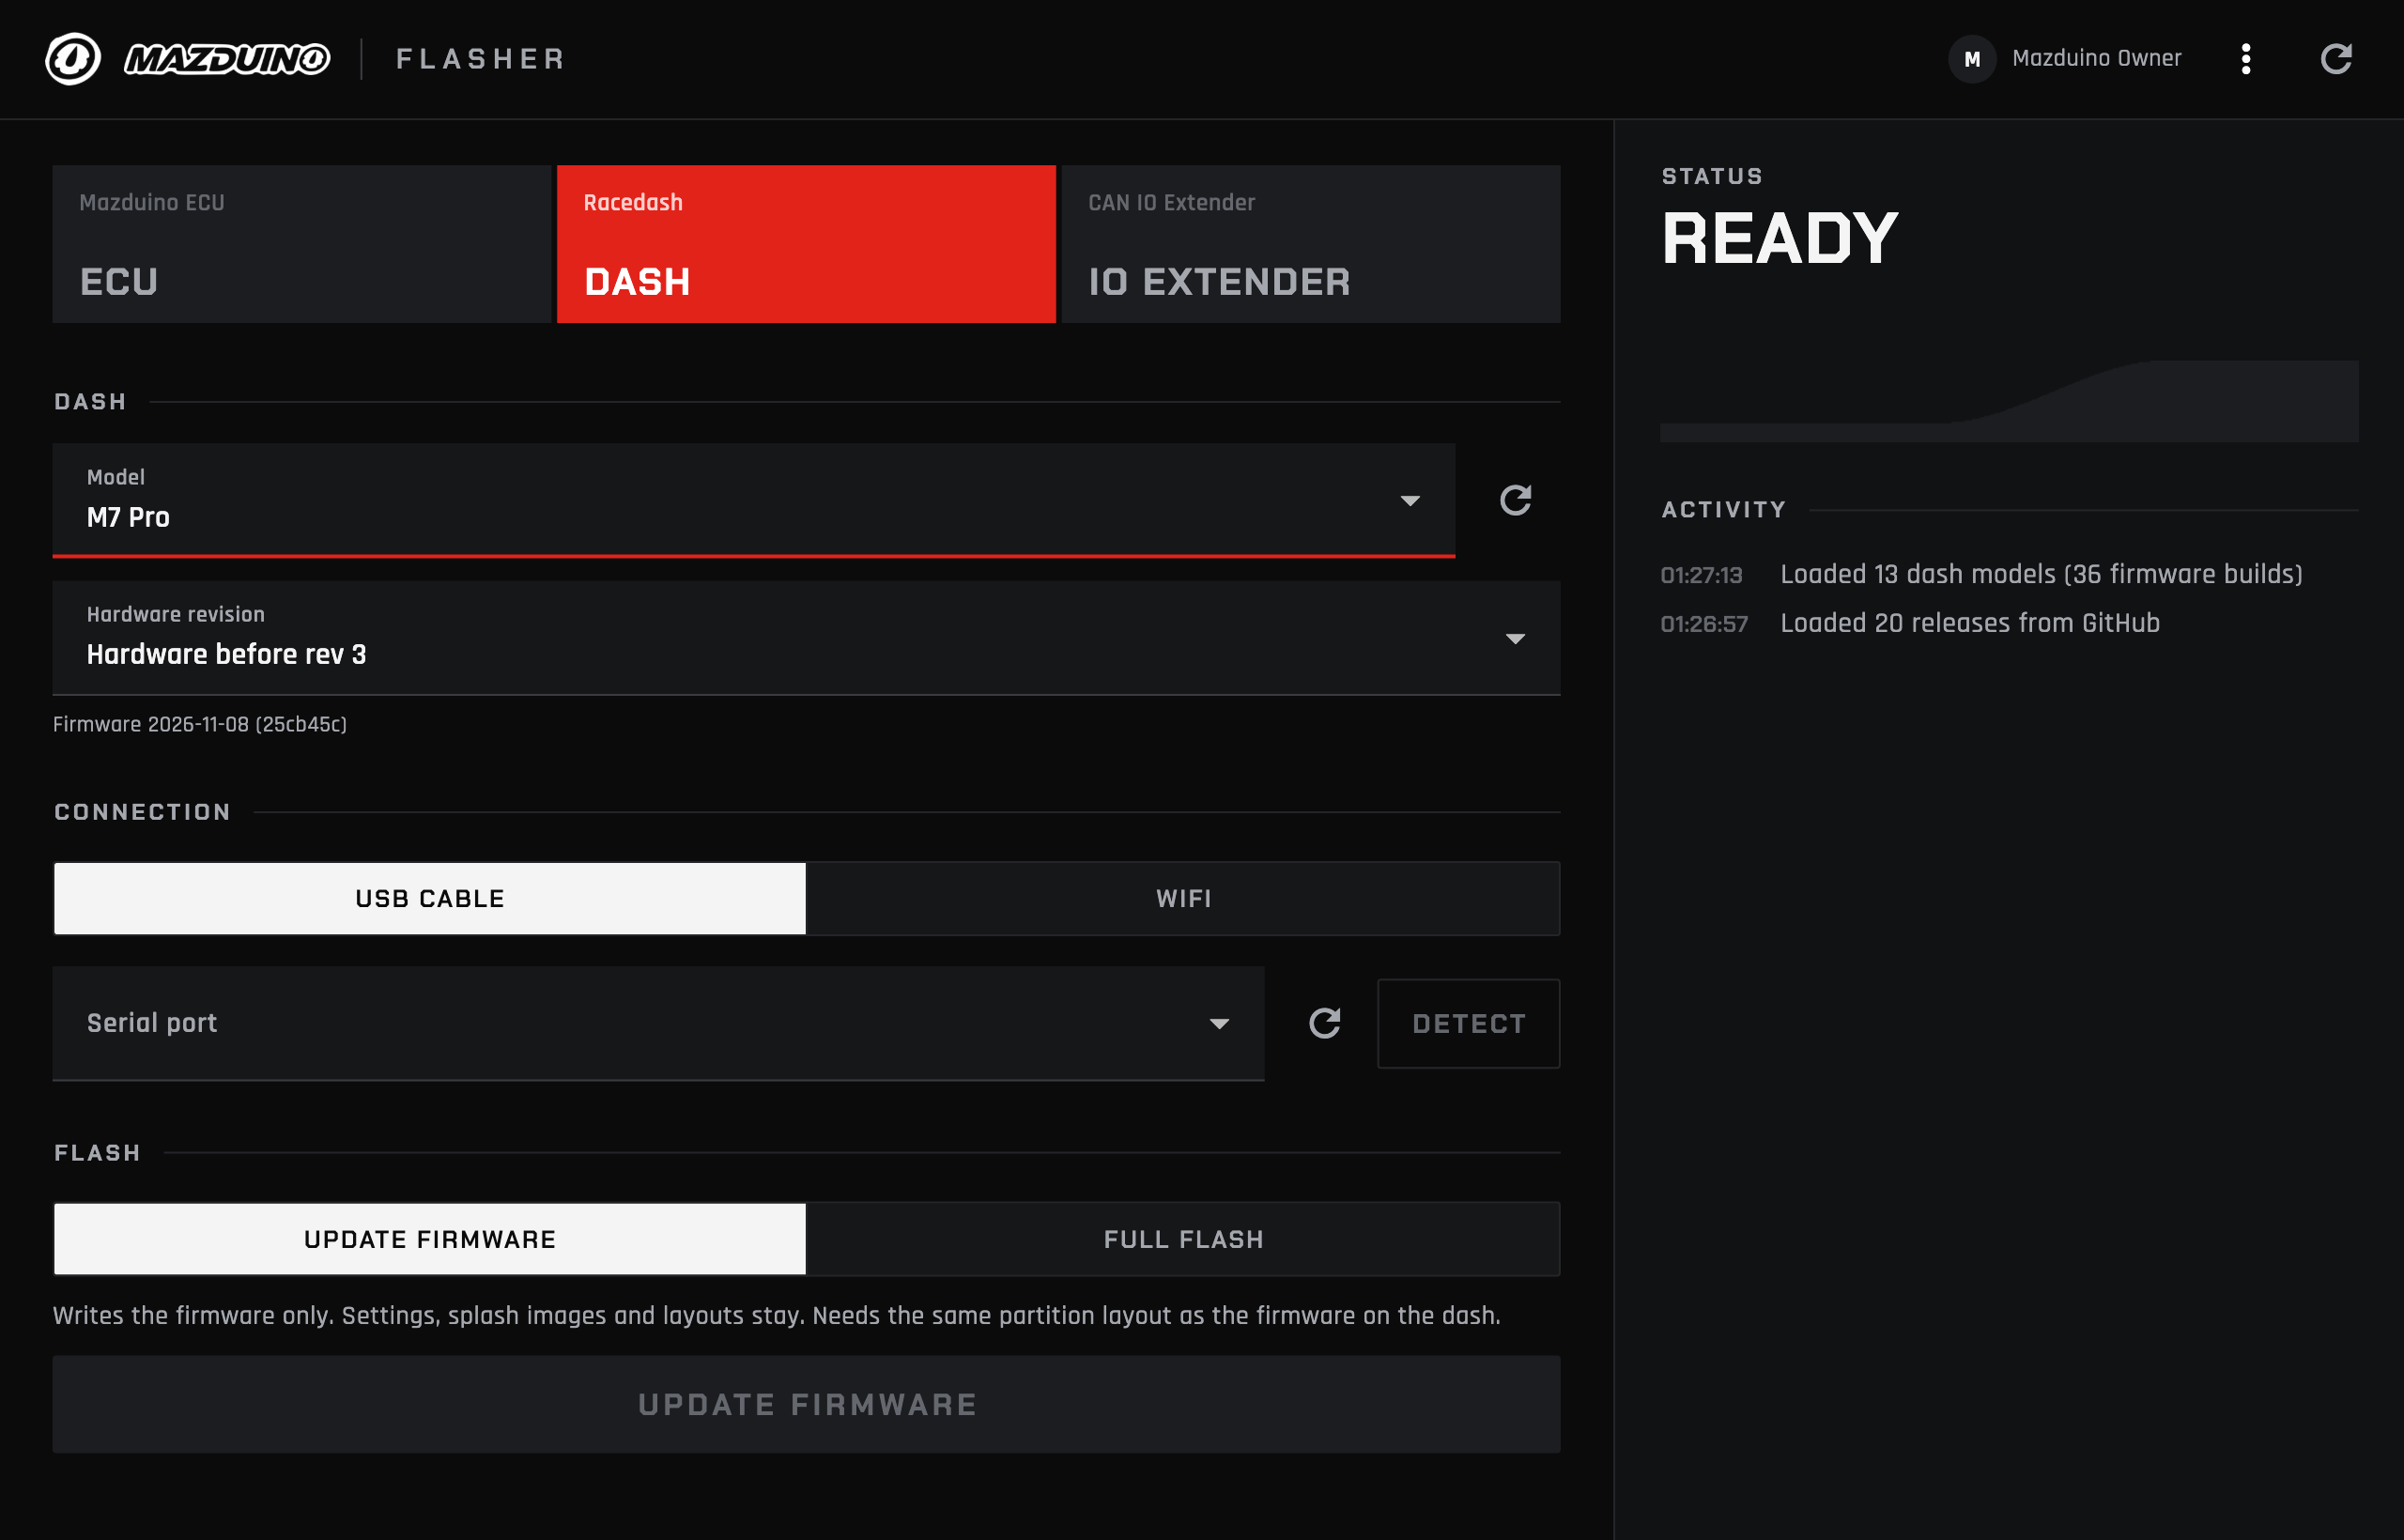 MAZDUINO
FLASHER
M
Mazduino Owner
Mazduino ECU
ECU
Racedash
DASH
CAN IO Extender
IO EXTENDER
DASH
Model
M7 Pro
Hardware revision
Hardware before rev 3
Firmware 2026-11-08 (25cb45c)
CONNECTION
USB CABLE
WIFI
Serial port
DETECT
FLASH
UPDATE FIRMWARE
FULL FLASH
Writes the firmware only. Settings, splash images and layouts stay. Needs the same partition layout as the firmware on the dash.
UPDATE FIRMWARE
STATUS
READY
ACTIVITY
01:27:13 Loaded 13 dash models (36 firmware builds)
01:26:57 Loaded 20 releases from GitHub